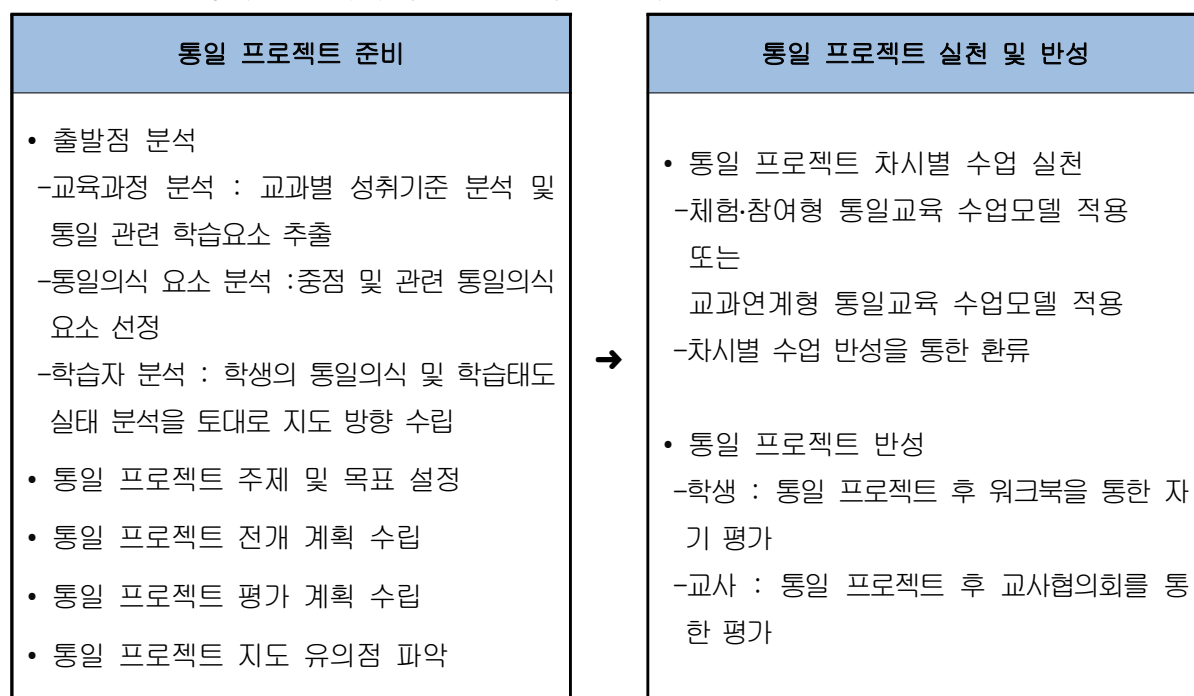 통일 프로젝트 준비
• 출발점 분석
-교육과정 분석 : 교과별 성취기준 분석 및
통일 관련 학습요소 추출
-통일의식 요소 분석 :중점 및 관련 통일의식
요소 선정
-학습자 분석 : 학생의 통일의식 및 학습태도
실태 분석을 토대로 지도 방향 수립
• 통일 프로젝트 주제 및 목표 설정
• 통일 프로젝트 전개 계획 수립
• 통일 프로젝트 평가 계획 수립
• 통일 프로젝트 지도 유의점 파악
➜
통일 프로젝트 실천 및 반성
• 통일 프로젝트 차시별 수업 실천
-체험·참여형 통일교육 수업모델 적용
또는
교과연계형 통일교육 수업모델 적용
-차시별 수업 반성을 통한 환류
• 통일 프로젝트 반성
-학생 : 통일 프로젝트 후 워크북을 통한 자
기 평가
-교사 : 통일 프로젝트 후 교사협의회를 통
한 평가